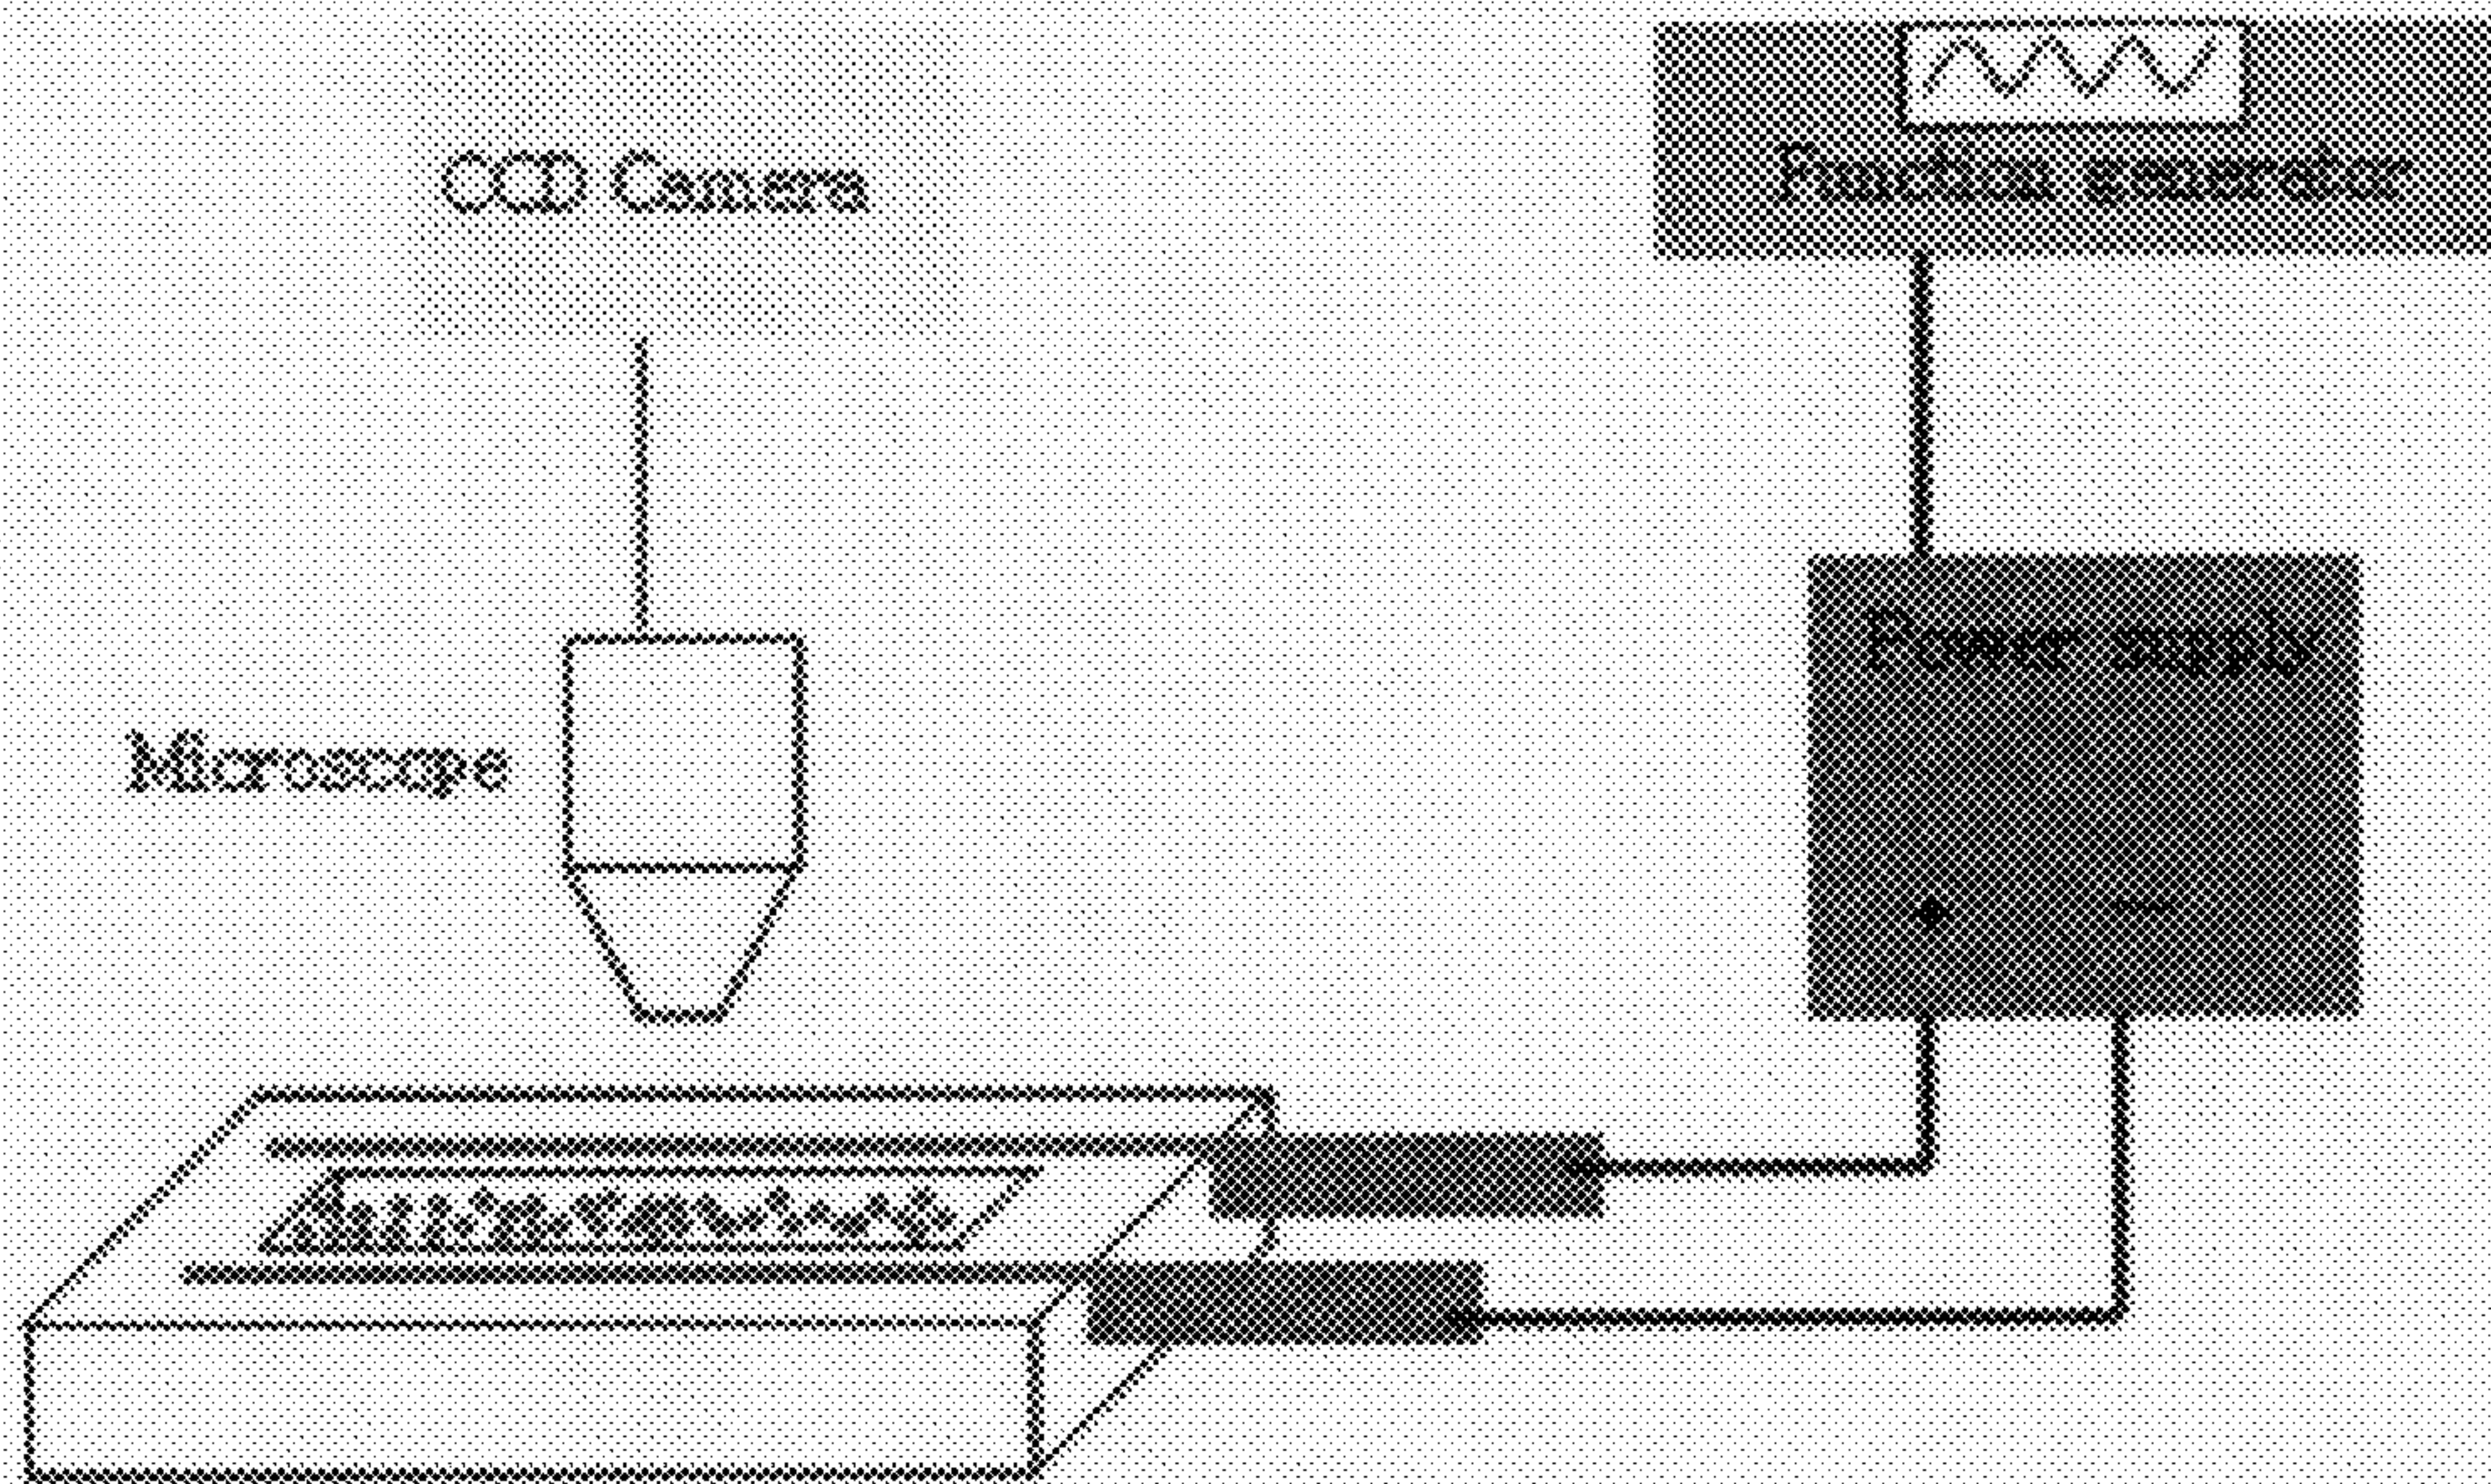 CCD Camera
Function generator
Power supply
Microscope
+ −